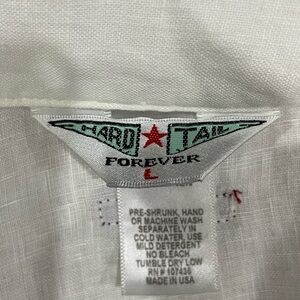 HARD TAIL
FOREVER
L
PRE-SHRUNK, HAND
OR MACHINE WASH
SEPARATELY IN
COLD WATER, USE
MILD DETERGENT
NO BLEACH
TUMBLE DRY LOW
RN# 107436
MADE IN USA